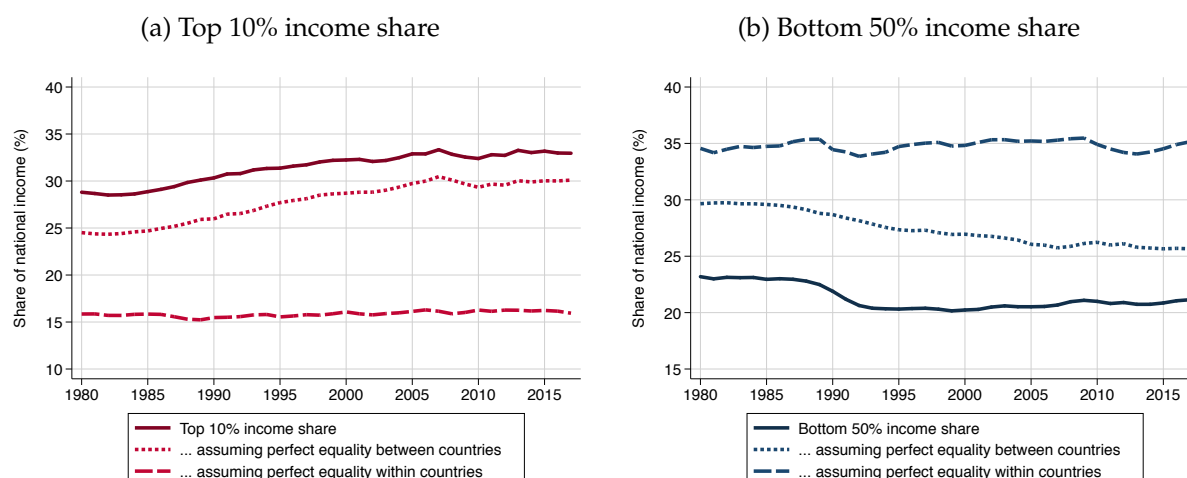 (a) Top 10% income share
Share of national income (%)
40
35
30
25
20
15
10
1980 1985 1990 1995 2000 2005 2010 2015
Top 10% income share
... assuming perfect equality between countries
... assuming perfect equality within countries
(b) Bottom 50% income share
Share of national income (%)
40
35
30
25
20
15
1980 1985 1990 1995 2000 2005 2010 2015
Bottom 50% income share
... assuming perfect equality between countries
... assuming perfect equality within countries